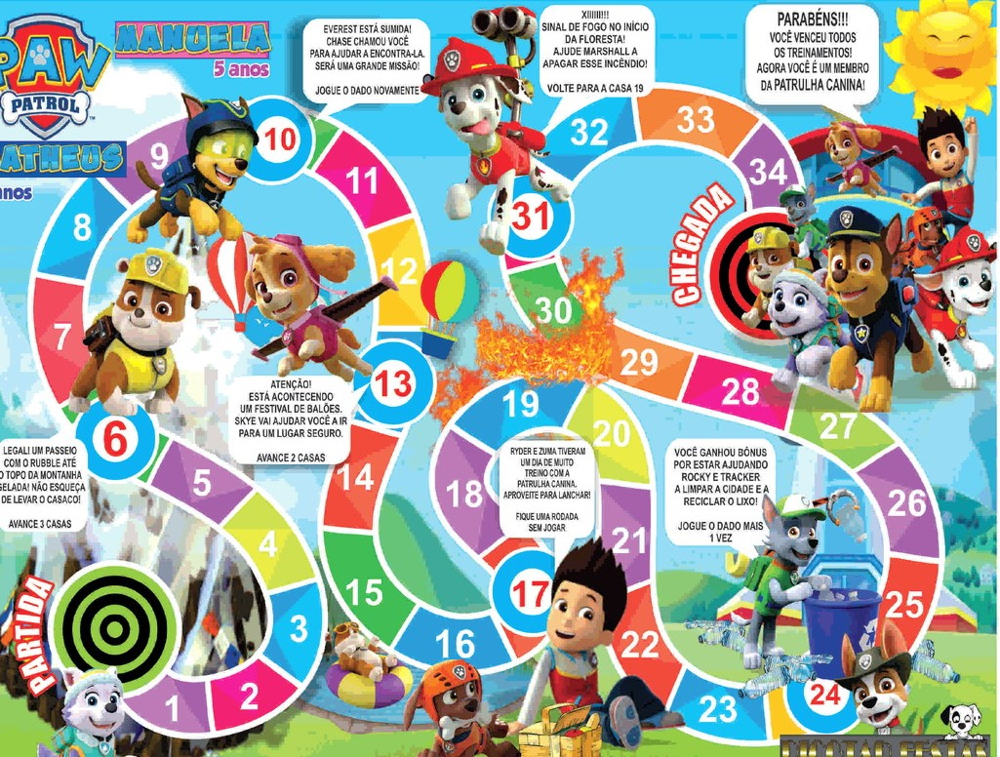 PAW
PATROL
MANUELA
5 anos
MATHEUS
anos
EVEREST ESTÁ SUMIDA!
CHASE CHAMOU VOCÊ
PARA AJUDAR A ENCONTRA-LA.
SERÁ UMA GRANDE MISSÃO!
JOGUE O DADO NOVAMENTE
XIIIIII!!!
SINAL DE FOGO NO INÍCIO
DA FLORESTA!
AJUDE MARSHALL A
APAGAR ESSE INCÊNDIO!
VOLTE PARA A CASA 19
PARABÉNS!!!
VOCÊ VENCEU TODOS
OS TREINAMENTOS!
AGORA VOCÊ É UM MEMBRO
DA PATRULHA CANINA!
ATENÇÃO!
ESTÁ ACONTECENDO
UM FESTIVAL DE BALÕES.
SKYE VAI AJUDAR VOCÊ A IR
PARA UM LUGAR SEGURO.
AVANCE 2 CASAS
LEGAL! UM PASSEIO
COM O RUBBLE ATÉ
O TOPO DA MONTANHA
GELADA! NÃO ESQUEÇA
DE LEVAR O CASACO!
AVANCE 3 CASAS
RYDER E ZUMA TIVERAM
UM DIA DE MUITO
TREINO COM A
PATRULHA CANINA.
APROVEITE PARA LANCHAR!
FIQUE UMA RODADA
SEM JOGAR
VOCÊ GANHOU BÔNUS
POR ESTAR AJUDANDO
ROCKY E TRACKER
A LIMPAR A CIDADE E A
RECICLAR O LIXO!
JOGUE O DADO MAIS
1 VEZ
PARTIDA
1
2
3
4
5
6
7
8
9
10
11
12
13
14
15
16
17
18
19
20
21
22
23
24
25
26
27
28
29
30
31
32
33
34
CHEGADA